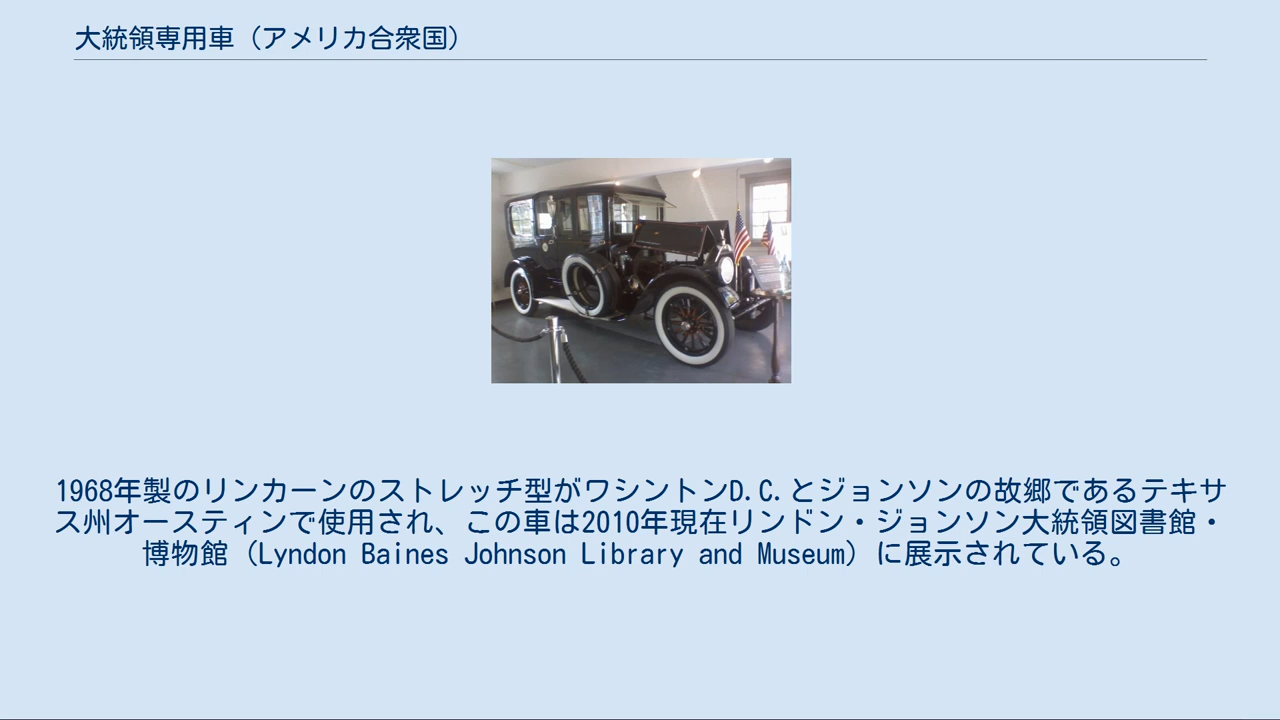 大統領専用車（アメリカ合衆国）
1968年製のリンカーンのストレッチ型がワシントンD.C.とジョンソンの故郷であるテキサ
ス州オースティンで使用され、この車は2010年現在リンドン・ジョンソン大統領図書館・
博物館（Lyndon Baines Johnson Library and Museum）に展示されている。